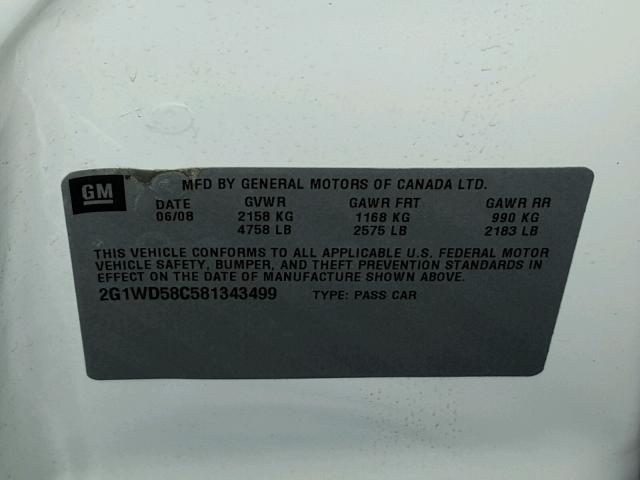 GM
MFD BY GENERAL MOTORS OF CANADA LTD.
DATE GVWR GAWR FRT GAWR RR
06/08 2158 KG 1168 KG 990 KG
4758 LB 2575 LB 2183 LB
THIS VEHICLE CONFORMS TO ALL APPLICABLE U.S. FEDERAL MOTOR
VEHICLE SAFETY, BUMPER, AND THEFT PREVENTION STANDARDS IN
EFFECT ON THE DATE OF MANUFACTURE SHOWN ABOVE.
2G1WD58C581343499 TYPE: PASS CAR